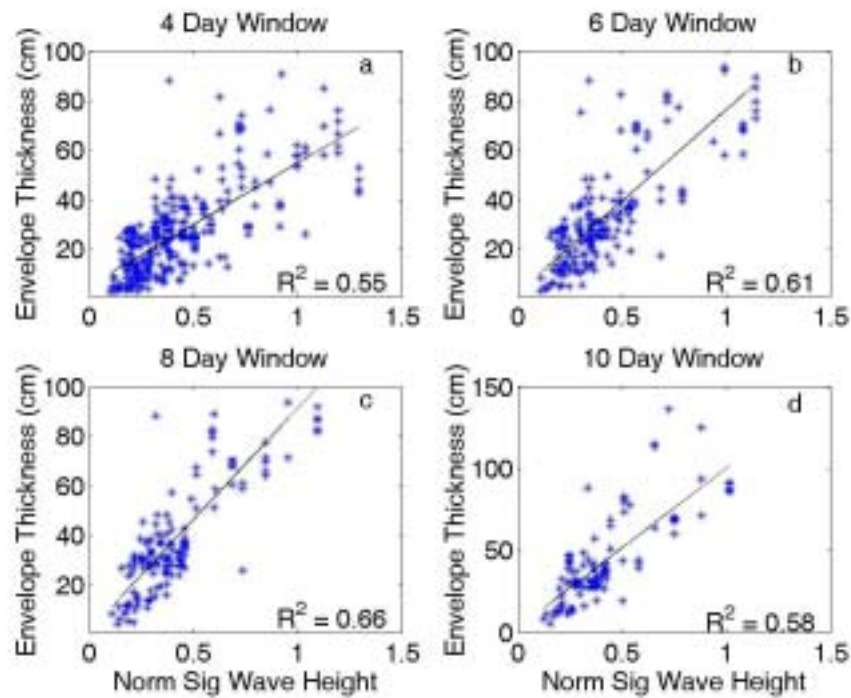 4 Day Window
Envelope Thickness (cm)
100
80
60
40
20
0
0.5
1
1.5
a
R² = 0.55
6 Day Window
Envelope Thickness (cm)
100
80
60
40
20
0
0.5
1
1.5
b
R² = 0.61
8 Day Window
Envelope Thickness (cm)
100
80
60
40
20
0
0.5
1
1.5
c
R² = 0.66
Norm Sig Wave Height
10 Day Window
Envelope Thickness (cm)
150
100
50
0
0
0.5
1
1.5
d
R² = 0.58
Norm Sig Wave Height